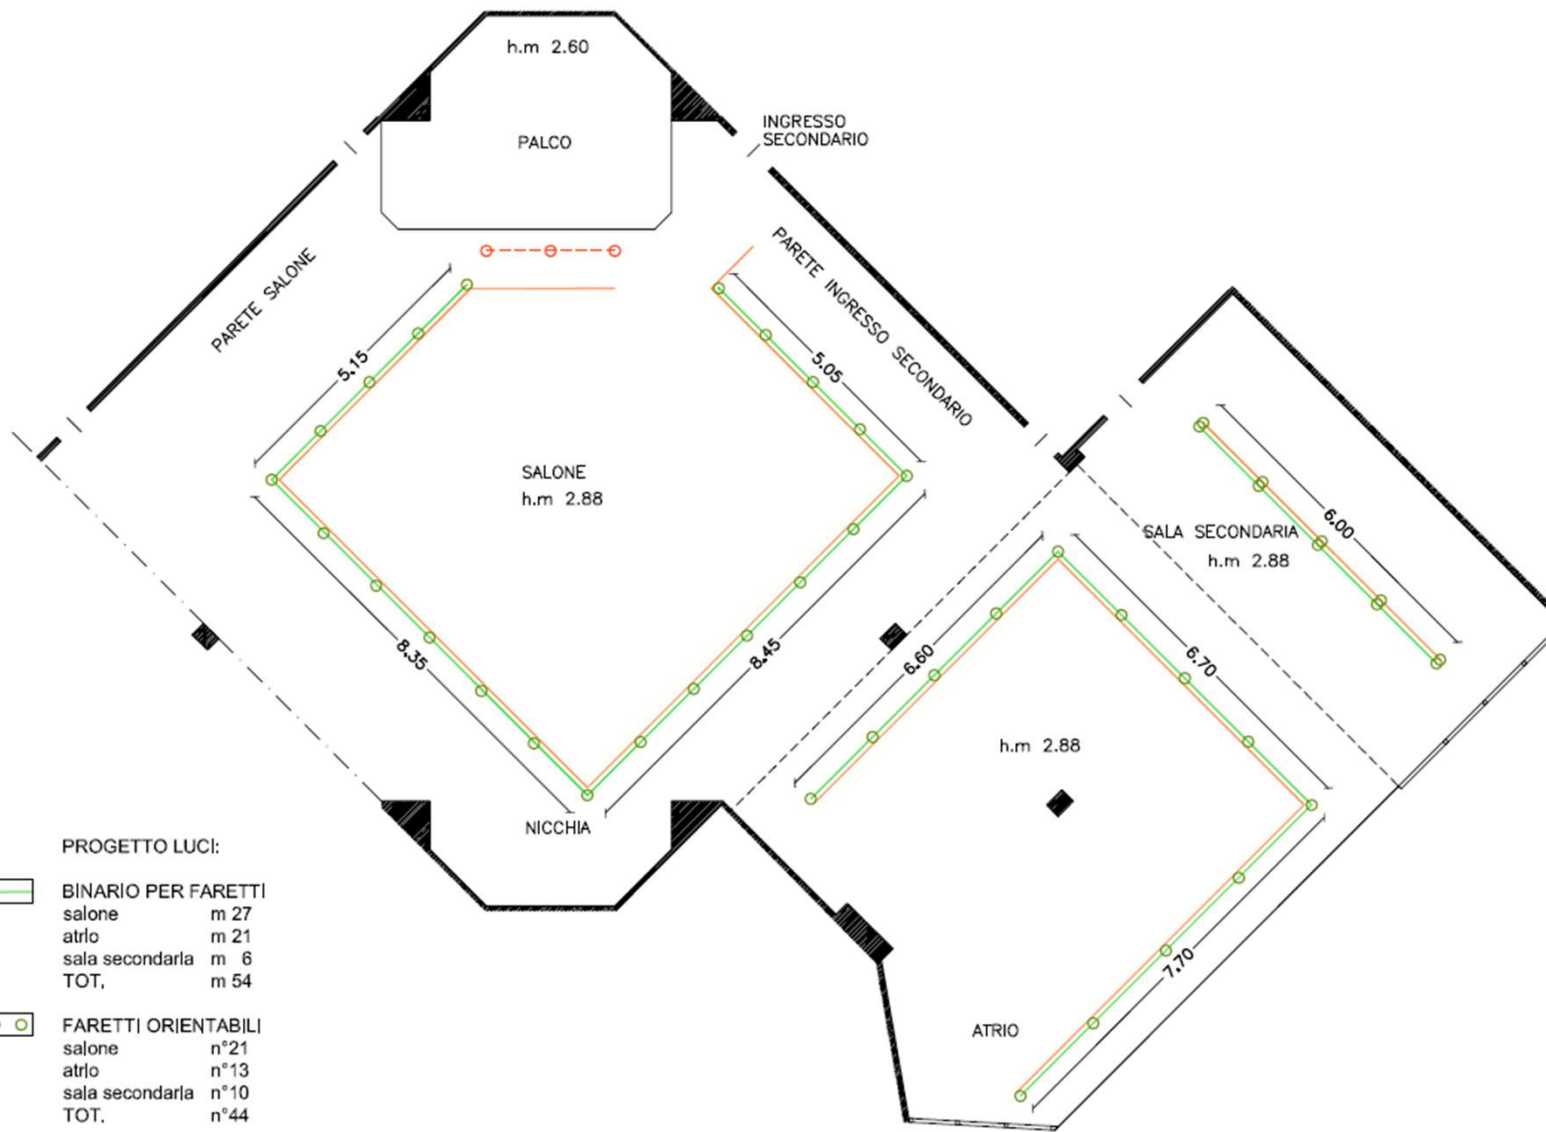 h.m 2.60
PALCO
INGRESSO
SECONDARIO
PARETE SALONE
PARETE INGRESSO SECONDARIO
5.15
5.05
SALONE
h.m 2.88
6.00
SALA SECONDARIA
h.m 2.88
8.35
8.45
6.60
6.70
h.m 2.88
NICCHIA
7.70
ATRIO
PROGETTO LUCI:
BINARIO PER FARETTI
salone m 27
atrio m 21
sala secondaria m 6
TOT. m 54
FARETTI ORIENTABILI
salone n°21
atrio n°13
sala secondaria n°10
TOT. n°44